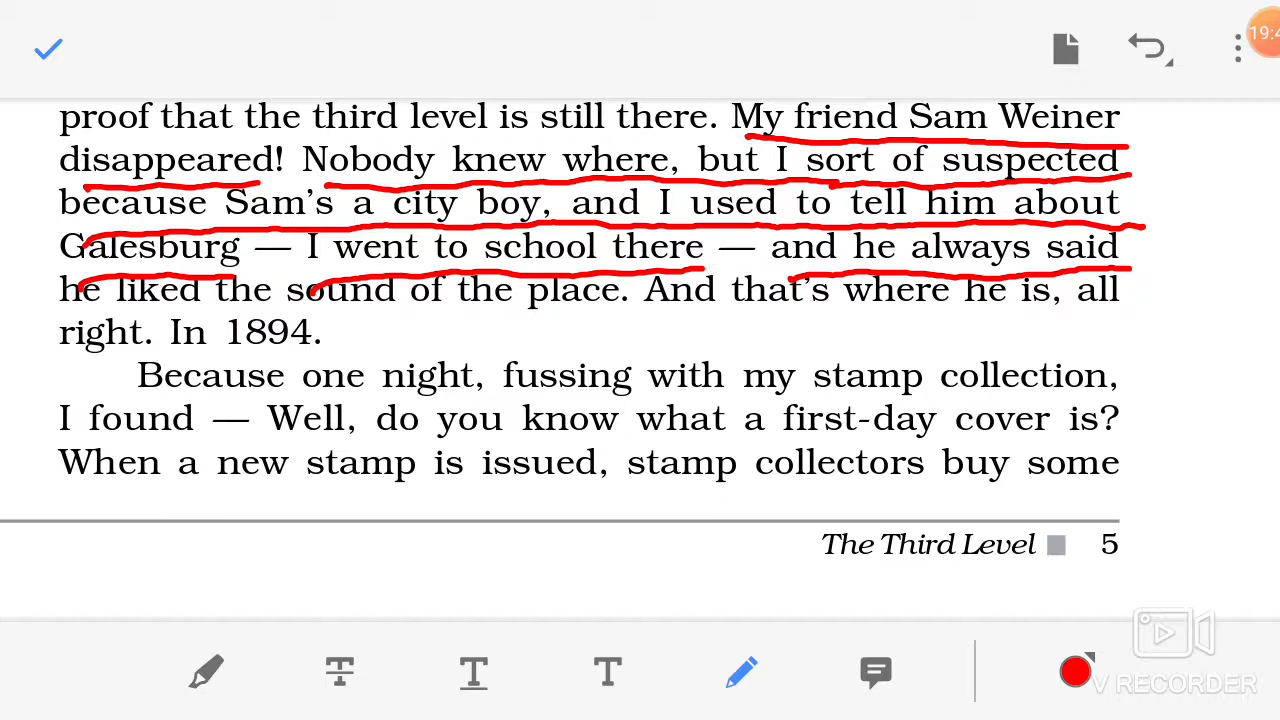 19:4
proof that the third level is still there. My friend Sam Weiner
disappeared! Nobody knew where, but I sort of suspected
because Sam's a city boy, and I used to tell him about
Galesburg — I went to school there — and he always said
he liked the sound of the place. And that's where he is, all
right. In 1894.
Because one night, fussing with my stamp collection,
I found — Well, do you know what a first-day cover is?
When a new stamp is issued, stamp collectors buy some
The Third Level 5
T T T
V RECORDER